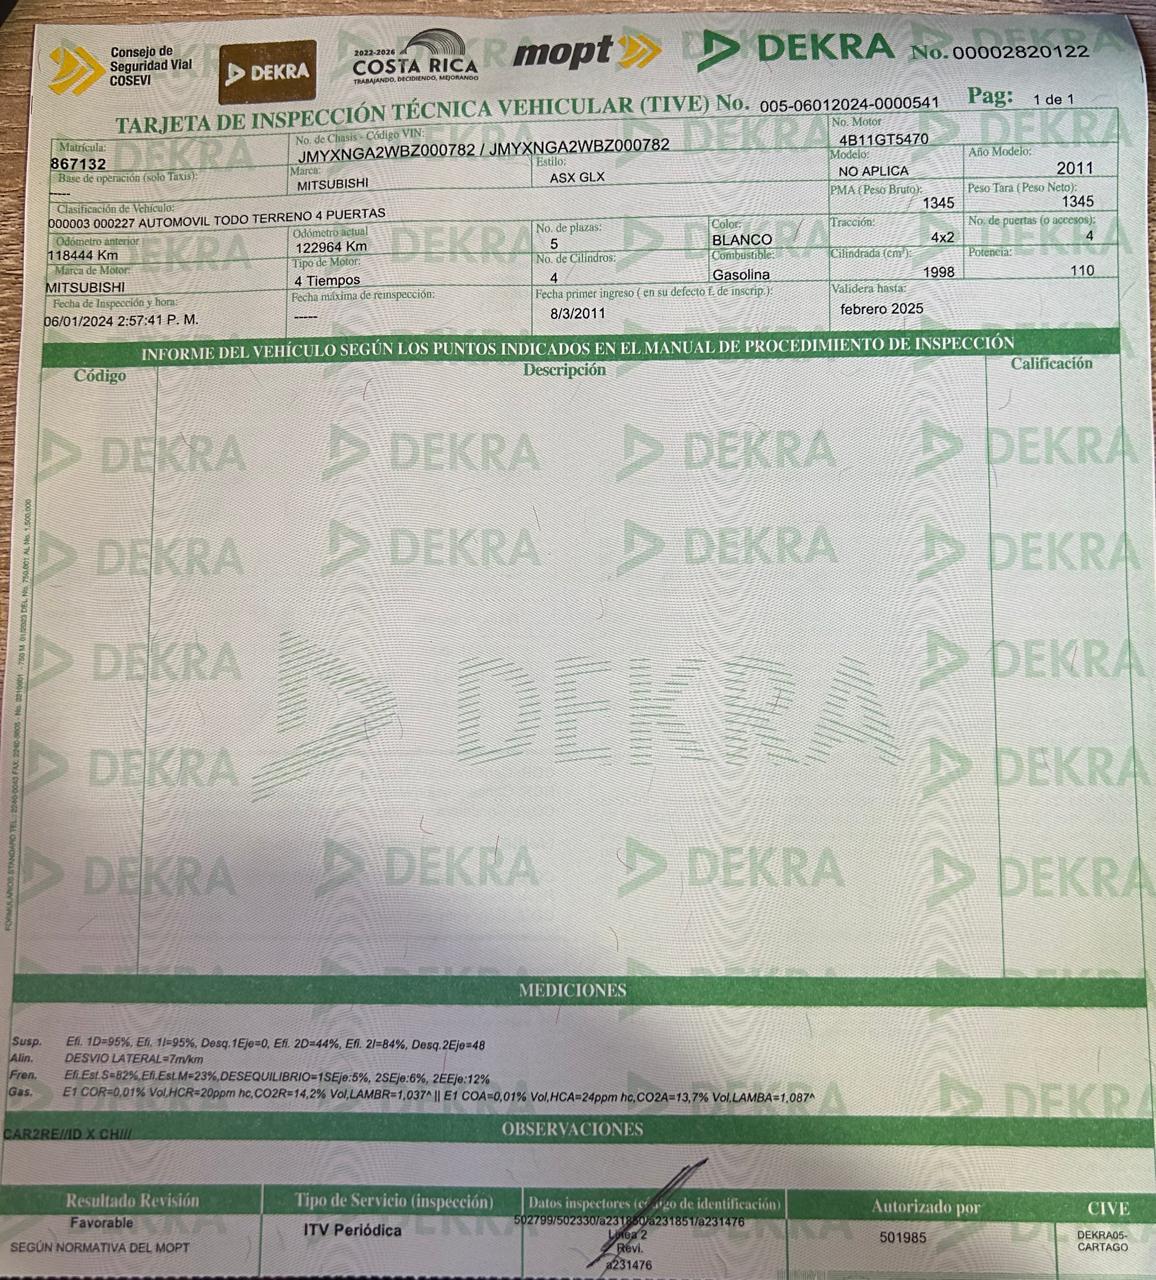 Consejo de
Seguridad Vial
COSEVI
DEKRA
2022-2026
COSTA RICA
TRABAJANDO, DECIDIENDO, MEJORANDO
mopt
DEKRA No.00002820122
TARJETA DE INSPECCIÓN TÉCNICA VEHICULAR (TIVE) No. 005-06012024-0000541 Pag: 1 de 1
Matrícula: No. de Chasis - Código VIN: No. Motor
867132 JMYXNGA2WBZ000782 / JMYXNGA2WBZ000782 4B11GT5470
Base de operación (solo Taxis): Marca: Estilo: Modelo: Año Modelo:
----- MITSUBISHI ASX GLX NO APLICA 2011
Clasificación de Vehículo: PMA (Peso Bruto): Peso Tara (Peso Neto):
000003 000227 AUTOMOVIL TODO TERRENO 4 PUERTAS 1345 1345
Odómetro anterior Odómetro actual No. de plazas: Color: Tracción: No. de puertas (o accesos):
118444 Km 122964 Km 5 BLANCO 4x2 4
Marca de Motor: Tipo de Motor: No. de Cilindros: Combustible: Cilindrada (cm³): Potencia:
MITSUBISHI 4 Tiempos 4 Gasolina 1998 110
Fecha de Inspección y hora: Fecha máxima de reinspección: Fecha primer ingreso ( en su defecto f. de inscrip.): Validera hasta:
06/01/2024 2:57:41 P. M. ----- 8/3/2011 febrero 2025
INFORME DEL VEHÍCULO SEGÚN LOS PUNTOS INDICADOS EN EL MANUAL DE PROCEDIMIENTO DE INSPECCIÓN
Código Descripción Calificación
DEKRA
MEDICIONES
Susp. Efi. 1D=95%, Efi. 1I=95%, Desq.1Eje=0, Efi. 2D=44%, Efi. 2I=84%, Desq.2Eje=48
Alin. DESVIO LATERAL=7m/km
Fren. Efi.Est.S=82%,Efi.Est.M=23%,DESEQUILIBRIO=1SEje:5%, 2SEje:6%, 2EEje:12%
Gas. E1 COR=0,01% Vol,HCR=20ppm hc,CO2R=14,2% Vol,LAMBR=1,037^ || E1 COA=0,01% Vol,HCA=24ppm hc,CO2A=13,7% Vol,LAMBA=1,087^
OBSERVACIONES
CAR2RE//ID X CH///
Resultado Revisión Tipo de Servicio (inspección) Datos inspectores (código de identificación) Autorizado por CIVE
Favorable ITV Periódica 502799/502330/a231850/a231851/a231476 501985 DEKRA05-
CARTAGO
SEGÚN NORMATIVA DEL MOPT Línea 2
Revi.
a231476